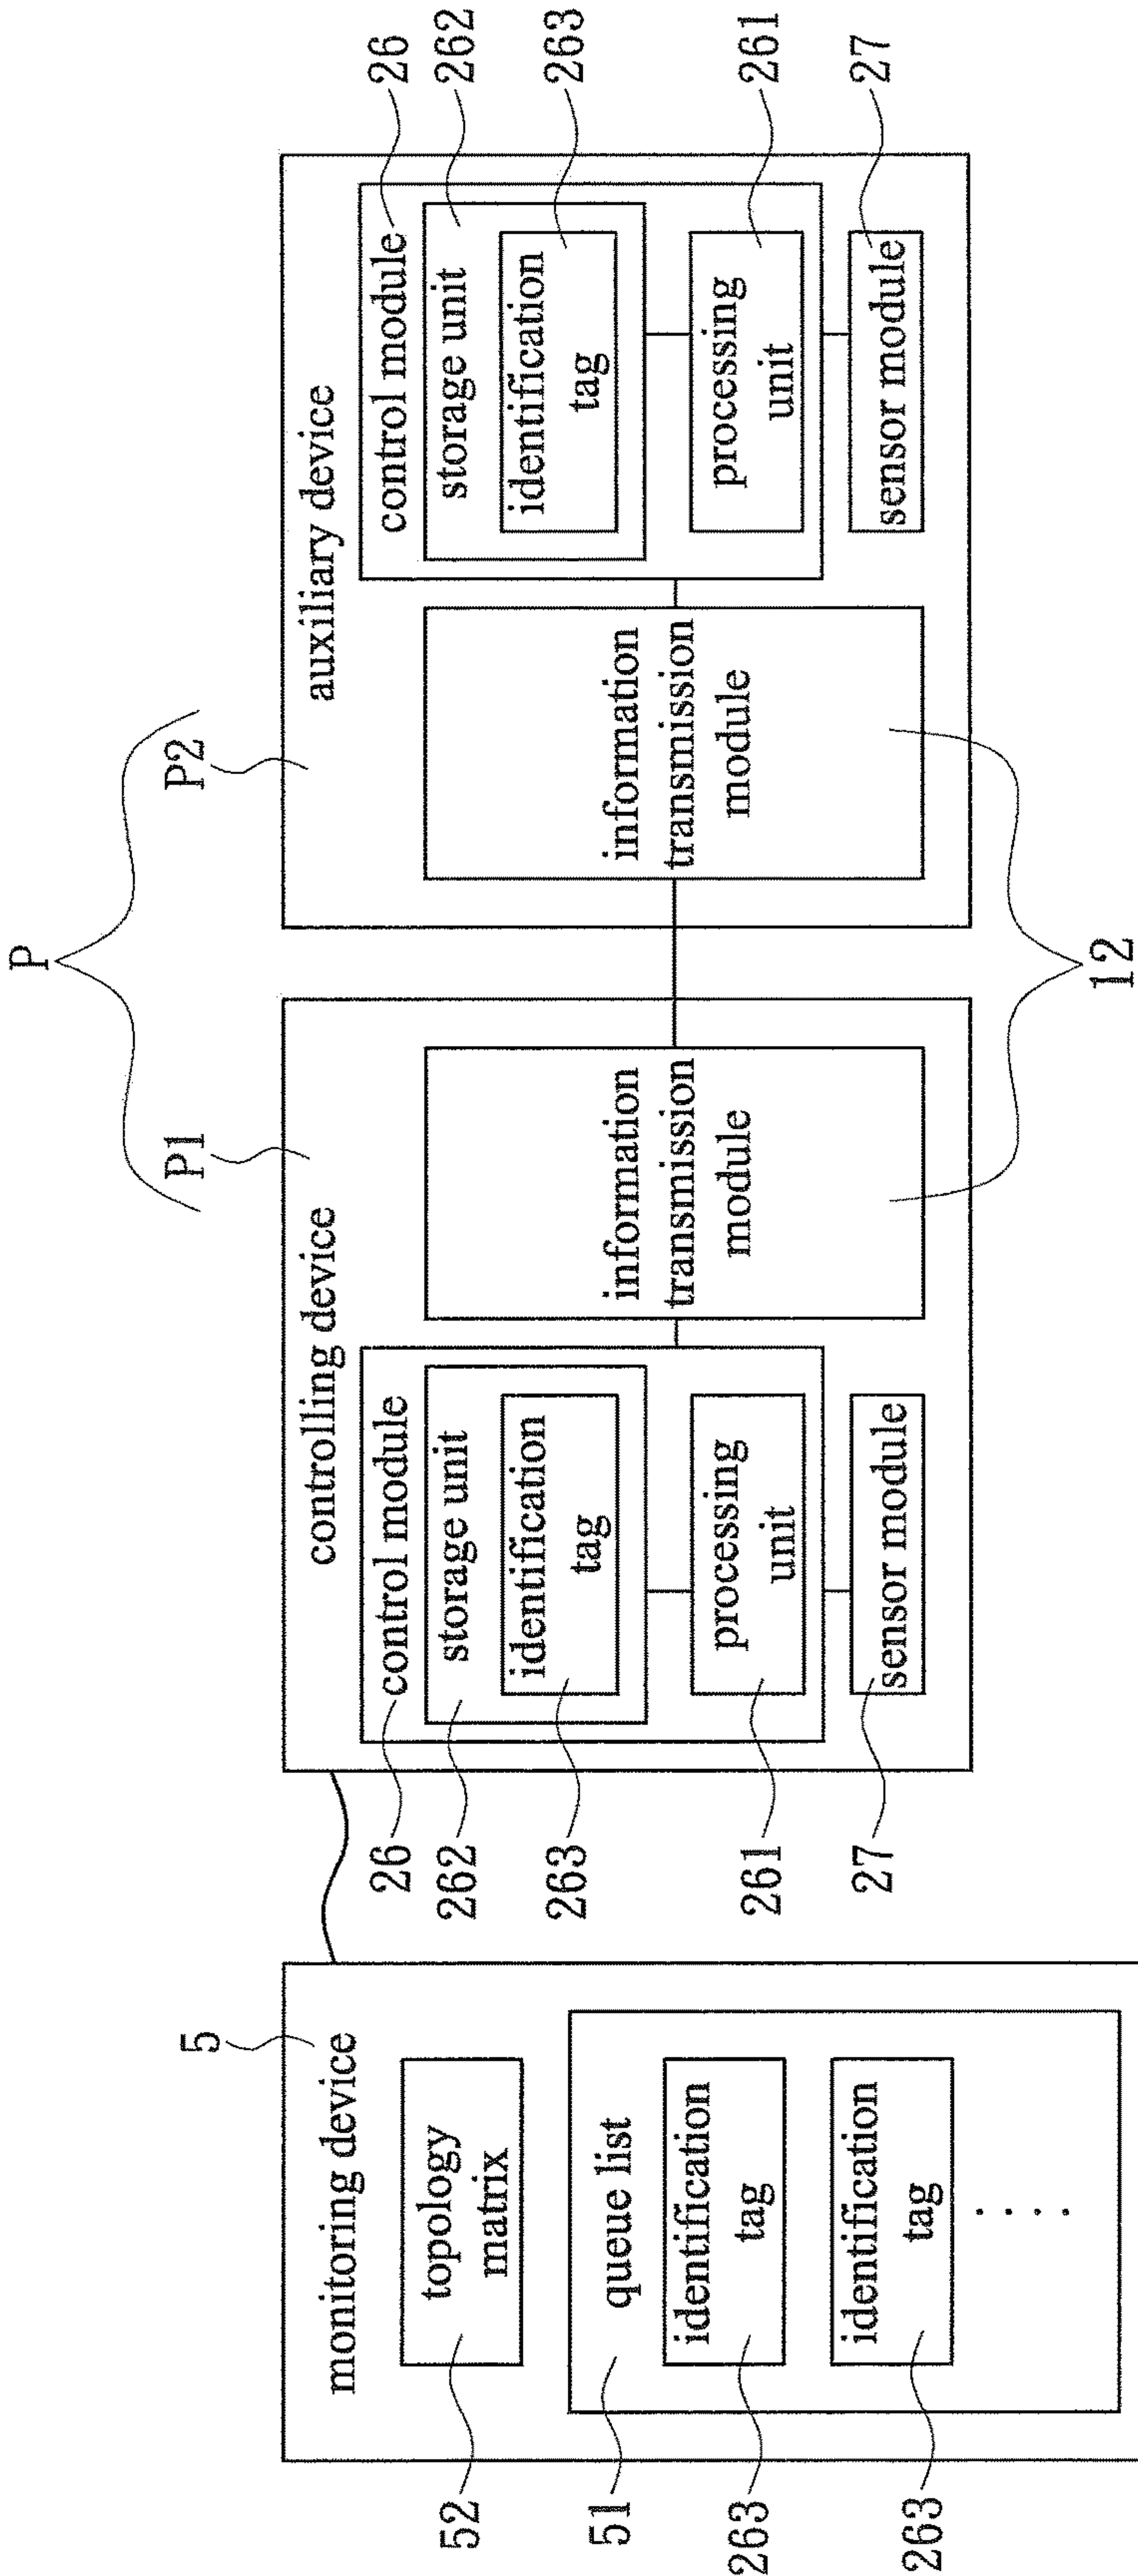 P
P1
P2
5
monitoring device
topology
matrix
52
queue list
51
identification
tag
263
identification
tag
263
. . . .
controlling device
control module
26
storage unit
262
identification
tag
263
processing
unit
261
sensor module
27
information
transmission
module
auxiliary device
information
transmission
module
control module
26
storage unit
262
identification
tag
263
processing
unit
261
sensor module
27
12